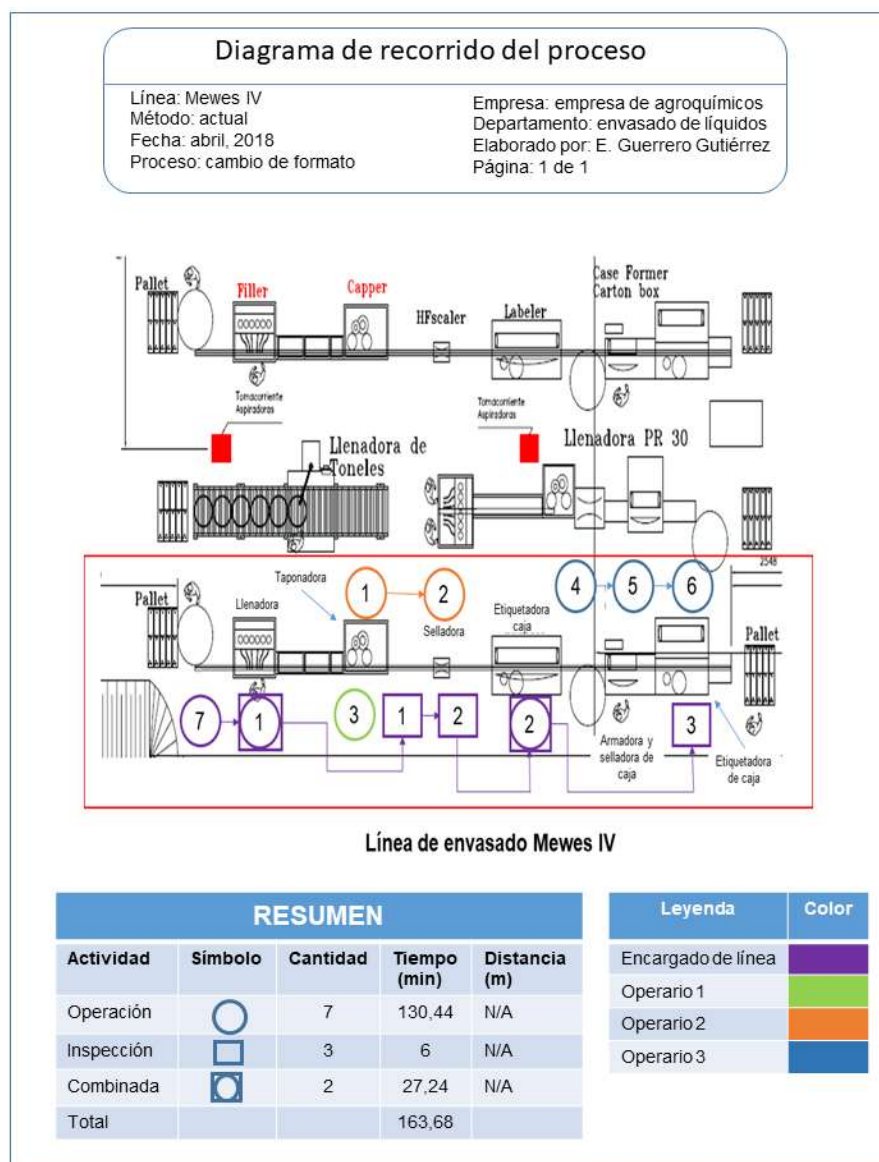 Diagrama de recorrido del proceso
Línea: Mewes IV
Método: actual
Fecha: abril, 2018
Proceso: cambio de formato
Empresa: empresa de agroquímicos
Departamento: envasado de líquidos
Elaborado por: E. Guerrero Gutiérrez
Página: 1 de 1
Pallet
Filler
Capper
HFscaler
Labeler
Case Former
Carton box
Tomacorriente
Aspiradoras
Tomacorriente
Aspiradoras
Llenadora de
Toneles
Llenadora PR 30
2548
Pallet
Llenadora
Taponadora
1
2
Selladora
Etiquetadora
caja
4
5
6
Pallet
7
1
3
1
2
2
Armadora y
selladora de
caja
3
Etiquetadora
de caja
Línea de envasado Mewes IV
RESUMEN
Actividad Símbolo Cantidad Tiempo (min) Distancia (m)
Operación 7 130,44 N/A
Inspección 3 6 N/A
Combinada 2 27,24 N/A
Total 163,68
Leyenda Color
Encargado de línea
Operario 1
Operario 2
Operario 3